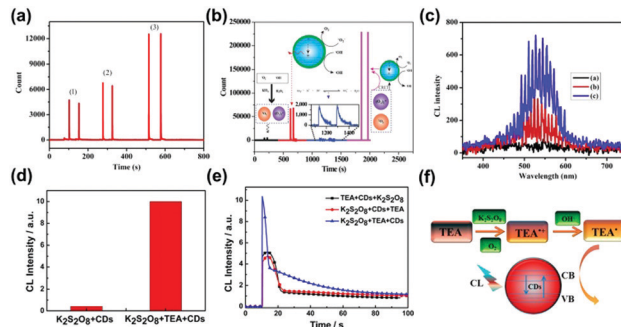 (a)
(b)
(c)
Count
12000
9000
6000
3000
0
(1)
(2)
(3)
0 200 400 600 800
Time (s)
Count
250000
200000
150000
100000
50000
0
2,000
1,000
0
1200 1400
0 500 1000 1500 2000 2500
Time(s)
CL intensity
800
600
400
200
0
(a)
(b)
(c)
400 500 600 700
Wavelength (nm)
(d)
(e)
(f)
CL Intensity / a.u.
10
8
6
4
2
0
K2S2O8+CDs K2S2O8+TEA+CDs
CL Intensity / a.u.
10
8
6
4
2
0
TEA+CDs+K2S2O8
K2S2O8+CDs+TEA
K2S2O8+TEA+CDs
0 20 40 60 80 100
Time / s
K2S2O8
OH
TEA TEA•+ TEA•
O2
CL
CDs
CB
VB